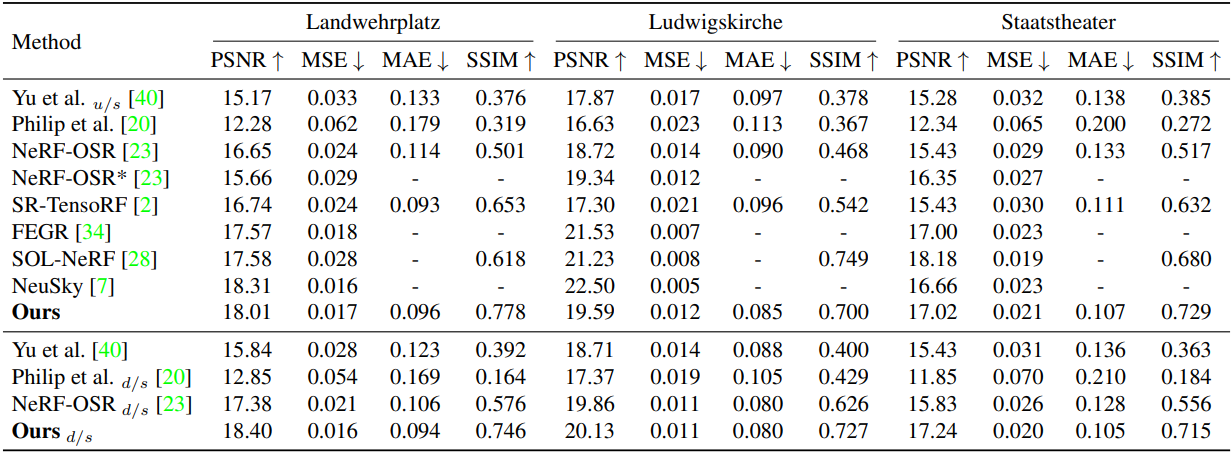 Method Landwehrplatz Ludwigskirche Staatstheater
PSNR ↑ MSE ↓ MAE ↓ SSIM ↑ PSNR ↑ MSE ↓ MAE ↓ SSIM ↑ PSNR ↑ MSE ↓ MAE ↓ SSIM ↑
Yu et al. u/s [40] 15.17 0.033 0.133 0.376 17.87 0.017 0.097 0.378 15.28 0.032 0.138 0.385
Philip et al. [20] 12.28 0.062 0.179 0.319 16.63 0.023 0.113 0.367 12.34 0.065 0.200 0.272
NeRF-OSR [23] 16.65 0.024 0.114 0.501 18.72 0.014 0.090 0.468 15.43 0.029 0.133 0.517
NeRF-OSR* [23] 15.66 0.029 - - 19.34 0.012 - - 16.35 0.027 - -
SR-TensoRF [2] 16.74 0.024 0.093 0.653 17.30 0.021 0.096 0.542 15.43 0.030 0.111 0.632
FEGR [34] 17.57 0.018 - - 21.53 0.007 - - 17.00 0.023 - -
SOL-NeRF [28] 17.58 0.028 - 0.618 21.23 0.008 - 0.749 18.18 0.019 - 0.680
NeuSky [7] 18.31 0.016 - - 22.50 0.005 - - 16.66 0.023 - -
Ours 18.01 0.017 0.096 0.778 19.59 0.012 0.085 0.700 17.02 0.021 0.107 0.729
Yu et al. [40] 15.84 0.028 0.123 0.392 18.71 0.014 0.088 0.400 15.43 0.031 0.136 0.363
Philip et al. d/s [20] 12.85 0.054 0.169 0.164 17.37 0.019 0.105 0.429 11.85 0.070 0.210 0.184
NeRF-OSR d/s [23] 17.38 0.021 0.106 0.576 19.86 0.011 0.080 0.626 15.83 0.026 0.128 0.556
Ours d/s 18.40 0.016 0.094 0.746 20.13 0.011 0.080 0.727 17.24 0.020 0.105 0.715